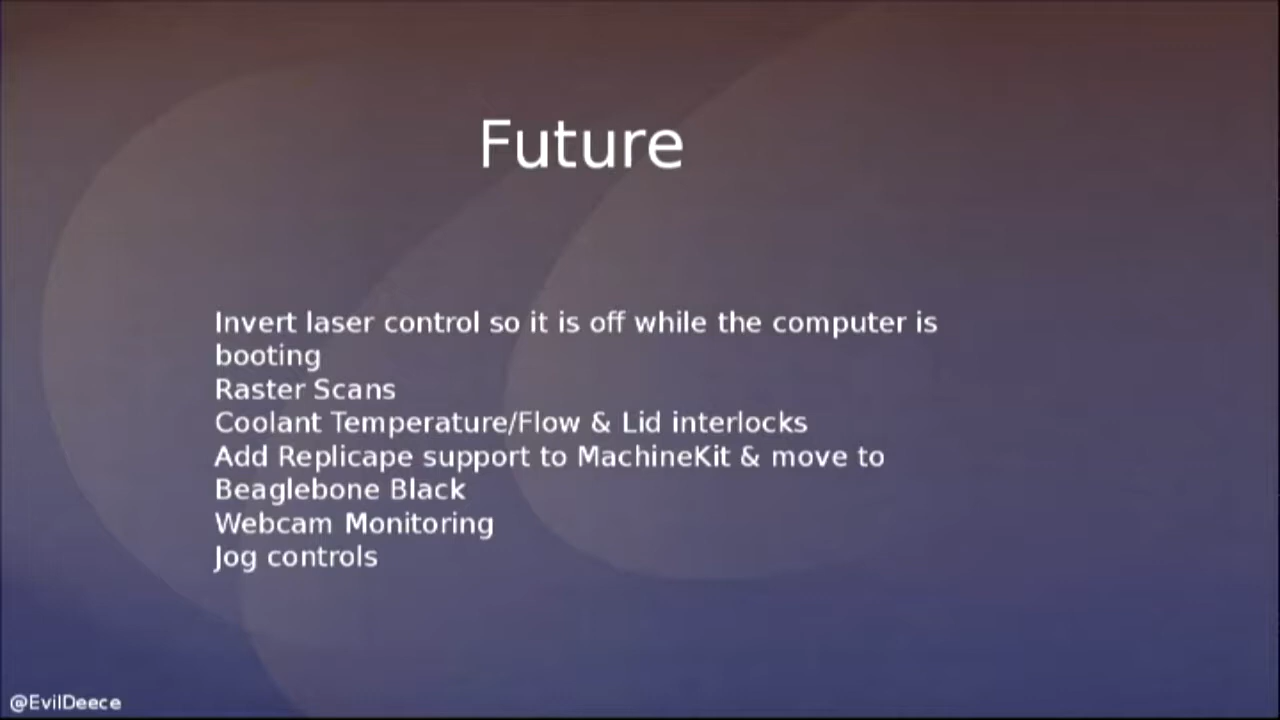 Future
Invert laser control so it is off while the computer is
booting
Raster Scans
Coolant Temperature/Flow & Lid interlocks
Add Replicape support to MachineKit & move to
Beaglebone Black
Webcam Monitoring
Jog controls
@EvilDeece